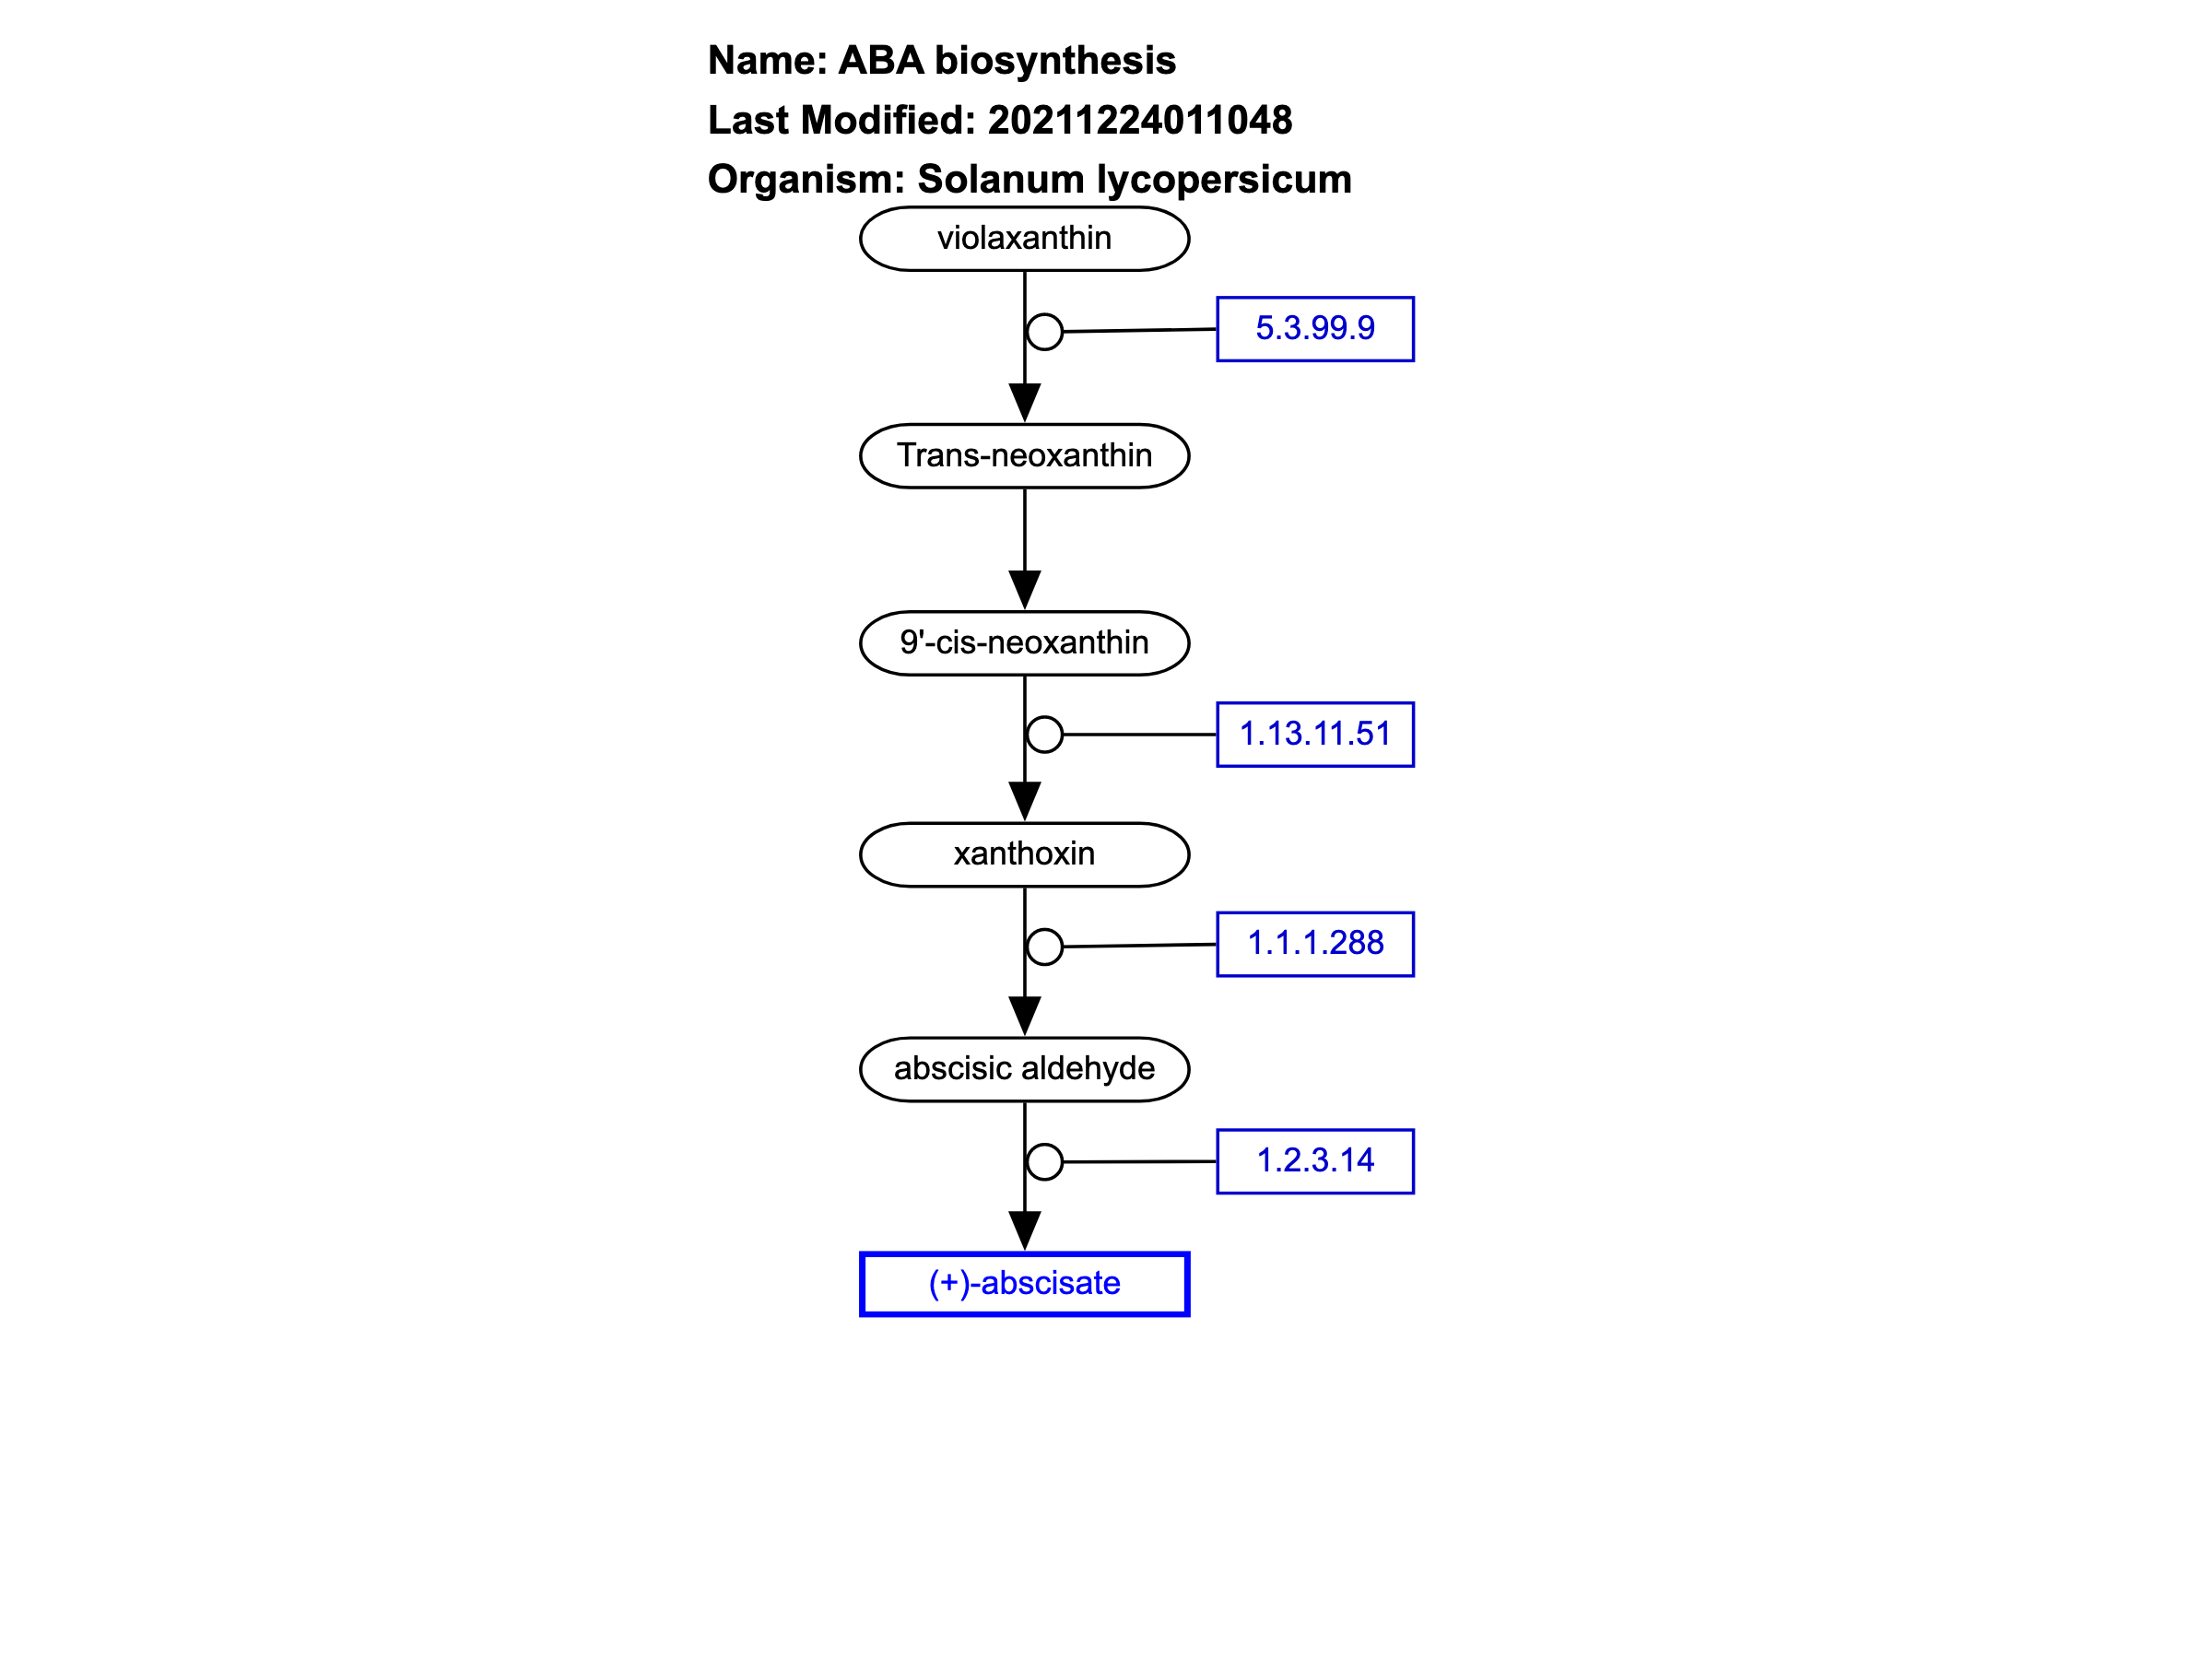 Name: ABA biosynthesis
Last Modified: 20211224011048
Organism: Solanum lycopersicum
violaxanthin
5.3.99.9
Trans-neoxanthin
9'-cis-neoxanthin
1.13.11.51
xanthoxin
1.1.1.288
abscisic aldehyde
1.2.3.14
(+)-abscisate